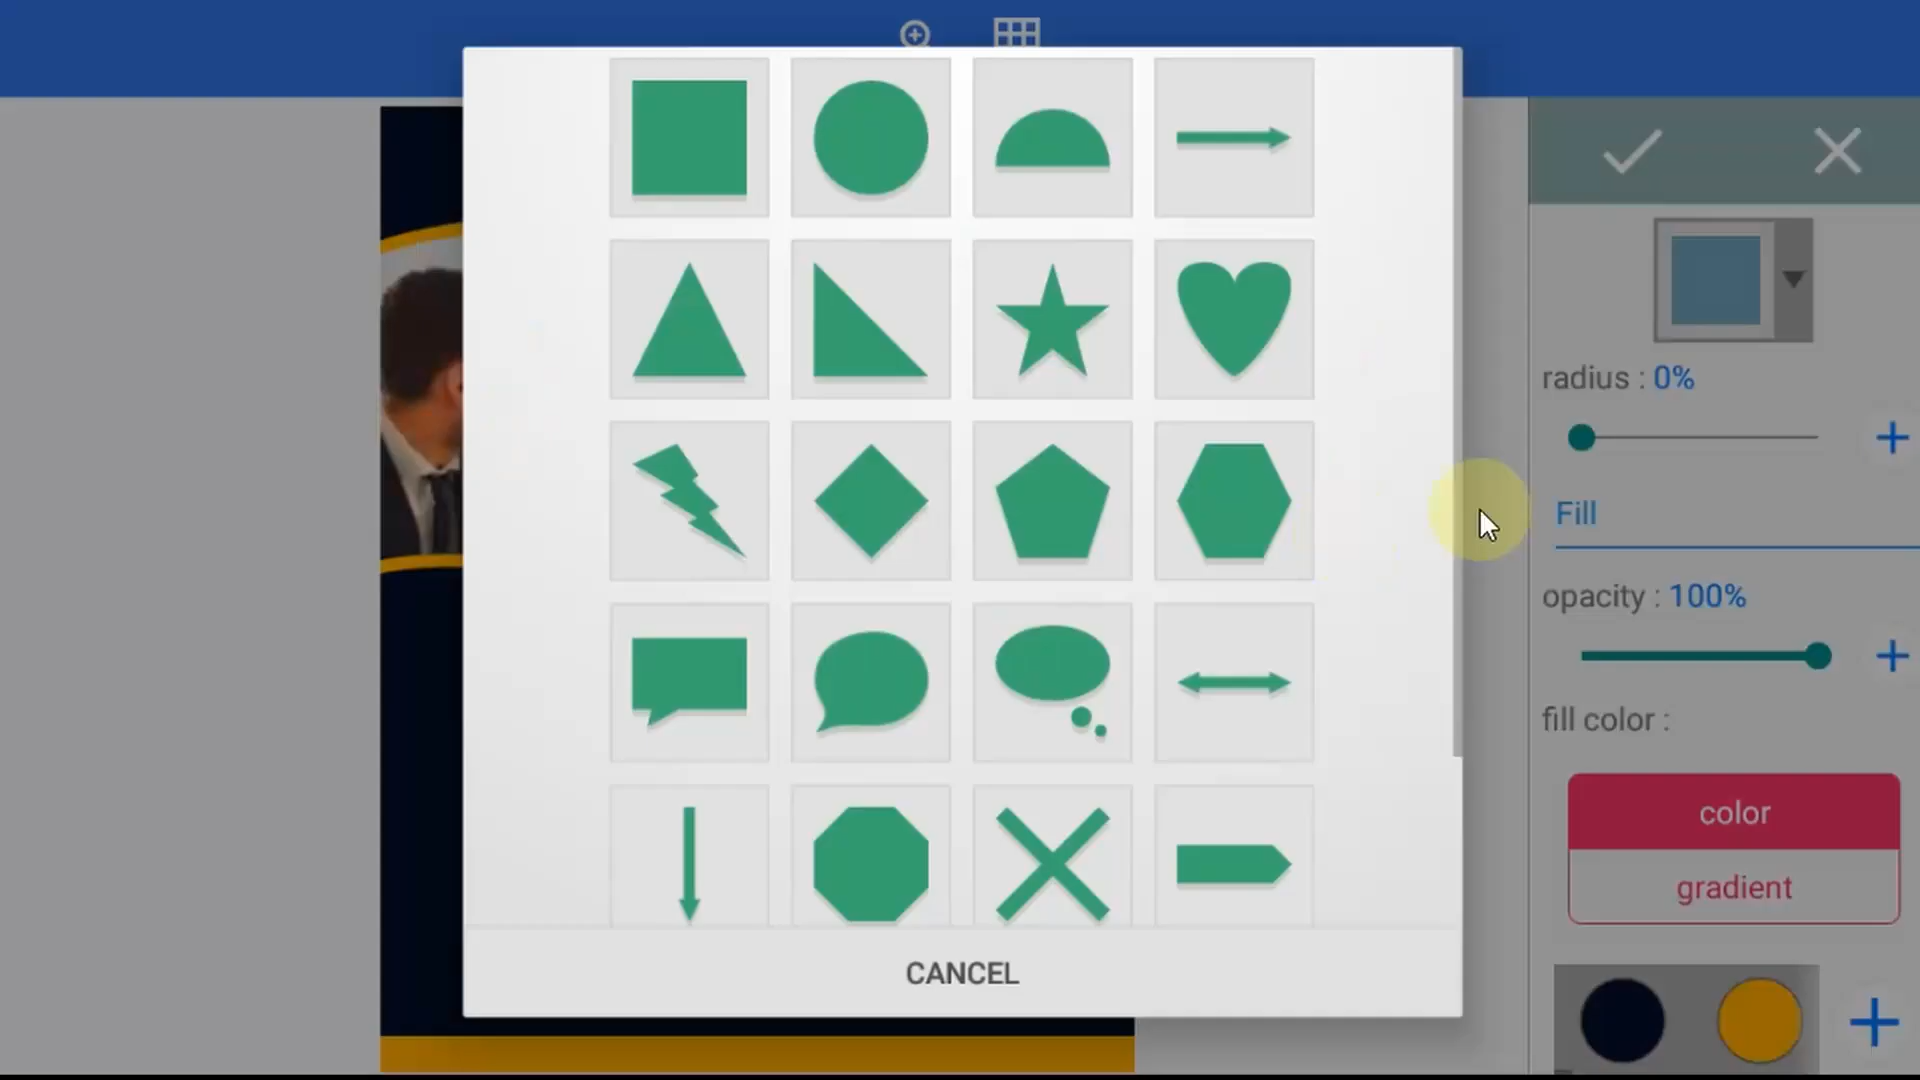 radius : 0%
Fill
opacity : 100%
fill color :
color
gradient
CANCEL